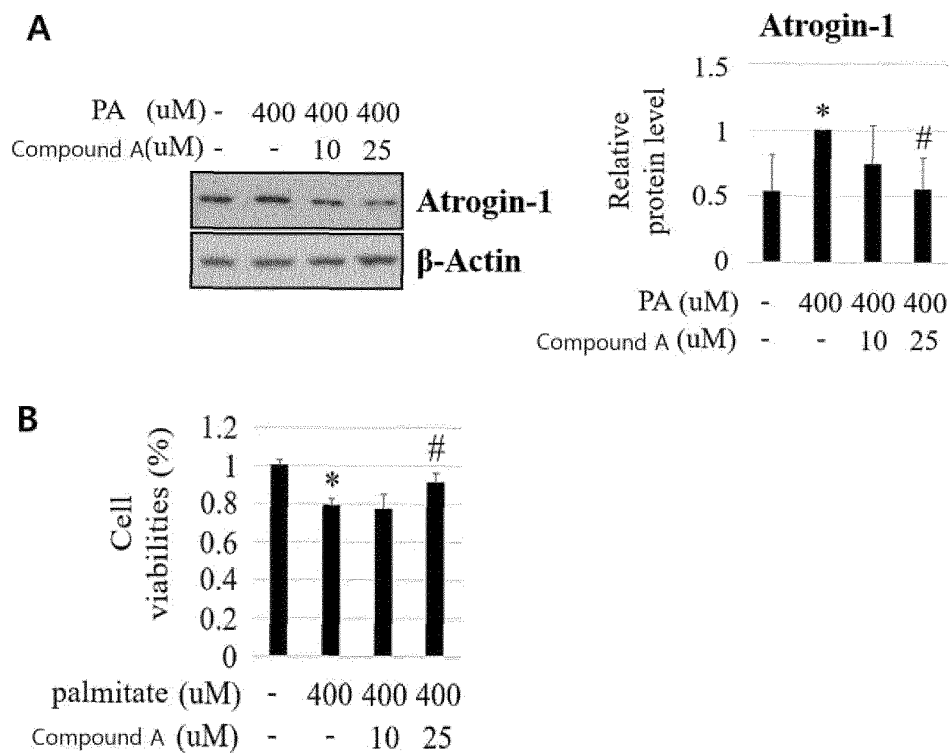 A
PA (uM) - 400 400 400
Compound A(uM) - - 10 25
Atrogin-1
β-Actin
Atrogin-1
Relative
protein level
1.5
1
0.5
0
*
#
PA (uM) - 400 400 400
Compound A (uM) - - 10 25
B
Cell
viabilities (%)
1.2
1
0.8
0.6
0.4
0.2
0
*
#
palmitate (uM) - 400 400 400
Compound A (uM) - - 10 25